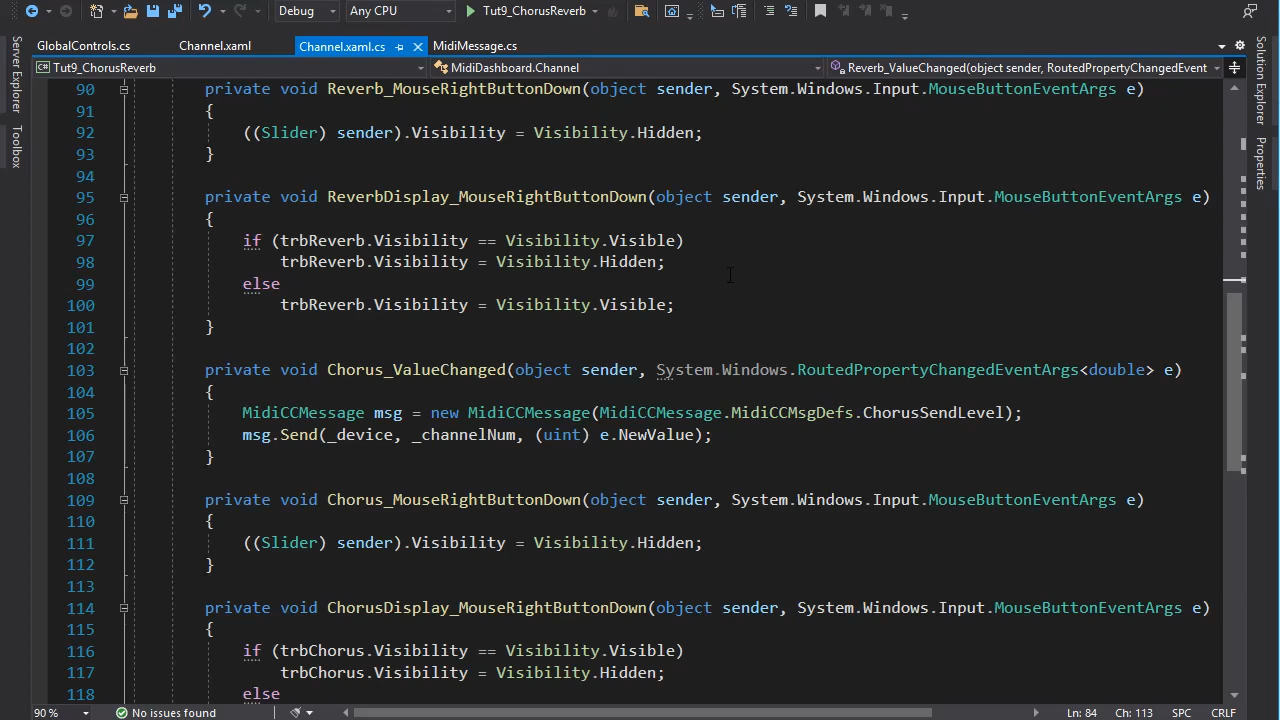 Debug
Any CPU
Tut9_ChorusReverb
GlobalControls.cs
Channel.xaml
Channel.xaml.cs
MidiMessage.cs
Tut9_ChorusReverb
MidiDashboard.Channel
Reverb_ValueChanged(object sender, RoutedPropertyChangedEvent
Server Explorer
Toolbox
Solution Explorer
Properties
90 private void Reverb_MouseRightButtonDown(object sender, System.Windows.Input.MouseButtonEventArgs e)
91 {
92 ((Slider) sender).Visibility = Visibility.Hidden;
93 }
94
95 private void ReverbDisplay_MouseRightButtonDown(object sender, System.Windows.Input.MouseButtonEventArgs e)
96 {
97 if (trbReverb.Visibility == Visibility.Visible)
98 trbReverb.Visibility = Visibility.Hidden;
99 else
100 trbReverb.Visibility = Visibility.Visible;
101 }
102
103 private void Chorus_ValueChanged(object sender, System.Windows.RoutedPropertyChangedEventArgs<double> e)
104 {
105 MidiCCMessage msg = new MidiCCMessage(MidiCCMessage.MidiCCMsgDefs.ChorusSendLevel);
106 msg.Send(_device, _channelNum, (uint) e.NewValue);
107 }
108
109 private void Chorus_MouseRightButtonDown(object sender, System.Windows.Input.MouseButtonEventArgs e)
110 {
111 ((Slider) sender).Visibility = Visibility.Hidden;
112 }
113
114 private void ChorusDisplay_MouseRightButtonDown(object sender, System.Windows.Input.MouseButtonEventArgs e)
115 {
116 if (trbChorus.Visibility == Visibility.Visible)
117 trbChorus.Visibility = Visibility.Hidden;
118 else
90 %
No issues found
Ln: 84
Ch: 113
SPC
CRLF